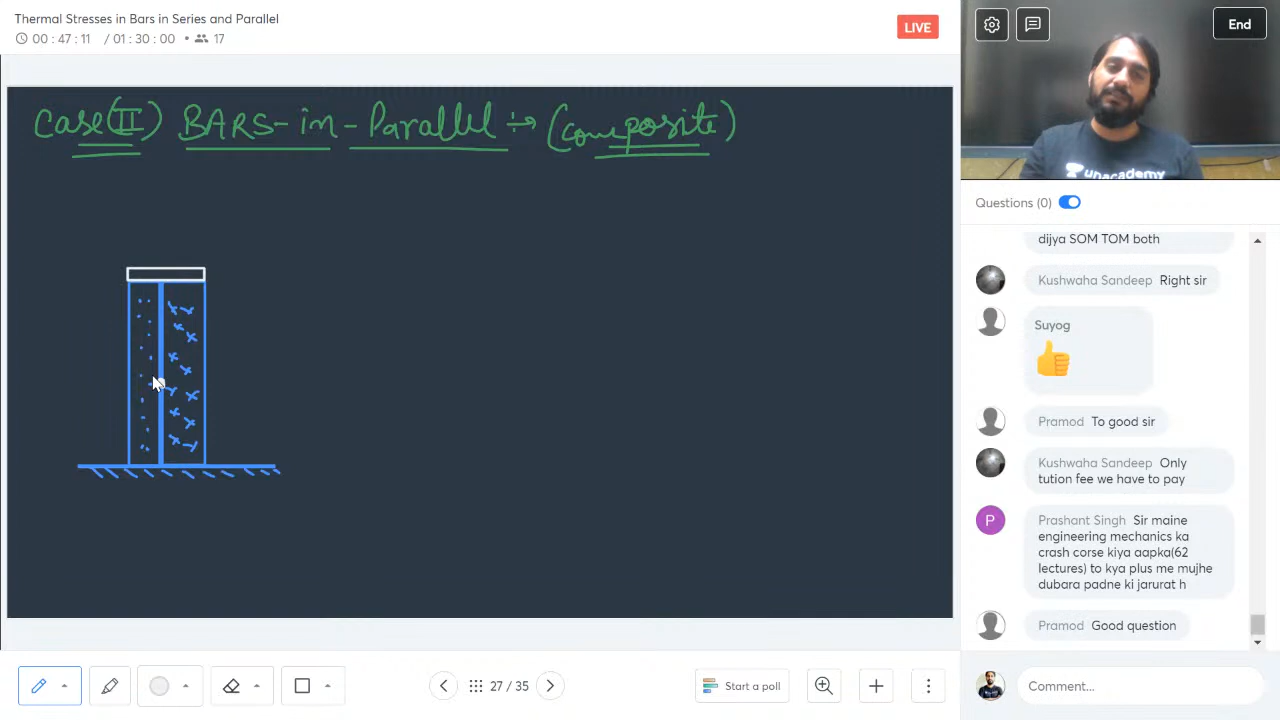 Thermal Stresses in Bars in Series and Parallel
00 : 47 : 11 / 01 : 30 : 00 • 17
LIVE
End
Case(II) BARS-in-Parallel :→ (composite)
unacademy
Questions (0)
dijya SOM TOM both
Kushwaha Sandeep Right sir
Suyog
Pramod To good sir
Kushwaha Sandeep Only
tution fee we have to pay
P
Prashant Singh Sir maine
engineering mechanics ka
crash corse kiya aapka(62
lectures) to kya plus me mujhe
dubara padne ki jarurat h
Pramod Good question
27 / 35
Start a poll
Comment...